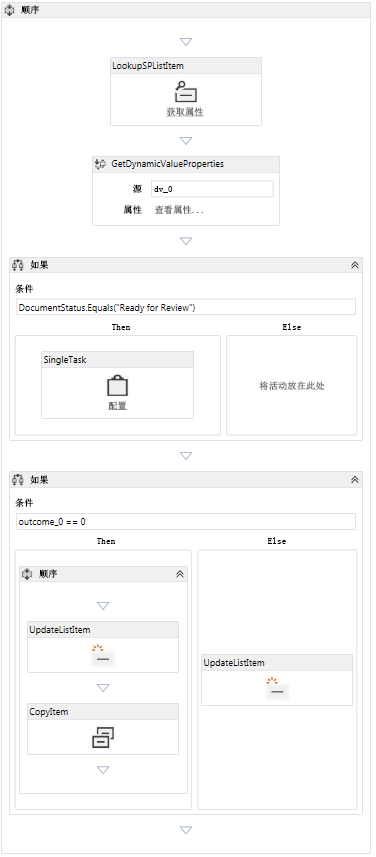 顺序
LookupSPListItem
获取属性
GetDynamicValueProperties
源 dv_0
属性 查看属性...
如果
条件
DocumentStatus.Equals("Ready for Review")
Then Else
SingleTask
配置
将活动放在此处
如果
条件
outcome_0 == 0
Then Else
顺序
UpdateListItem
CopyItem
UpdateListItem